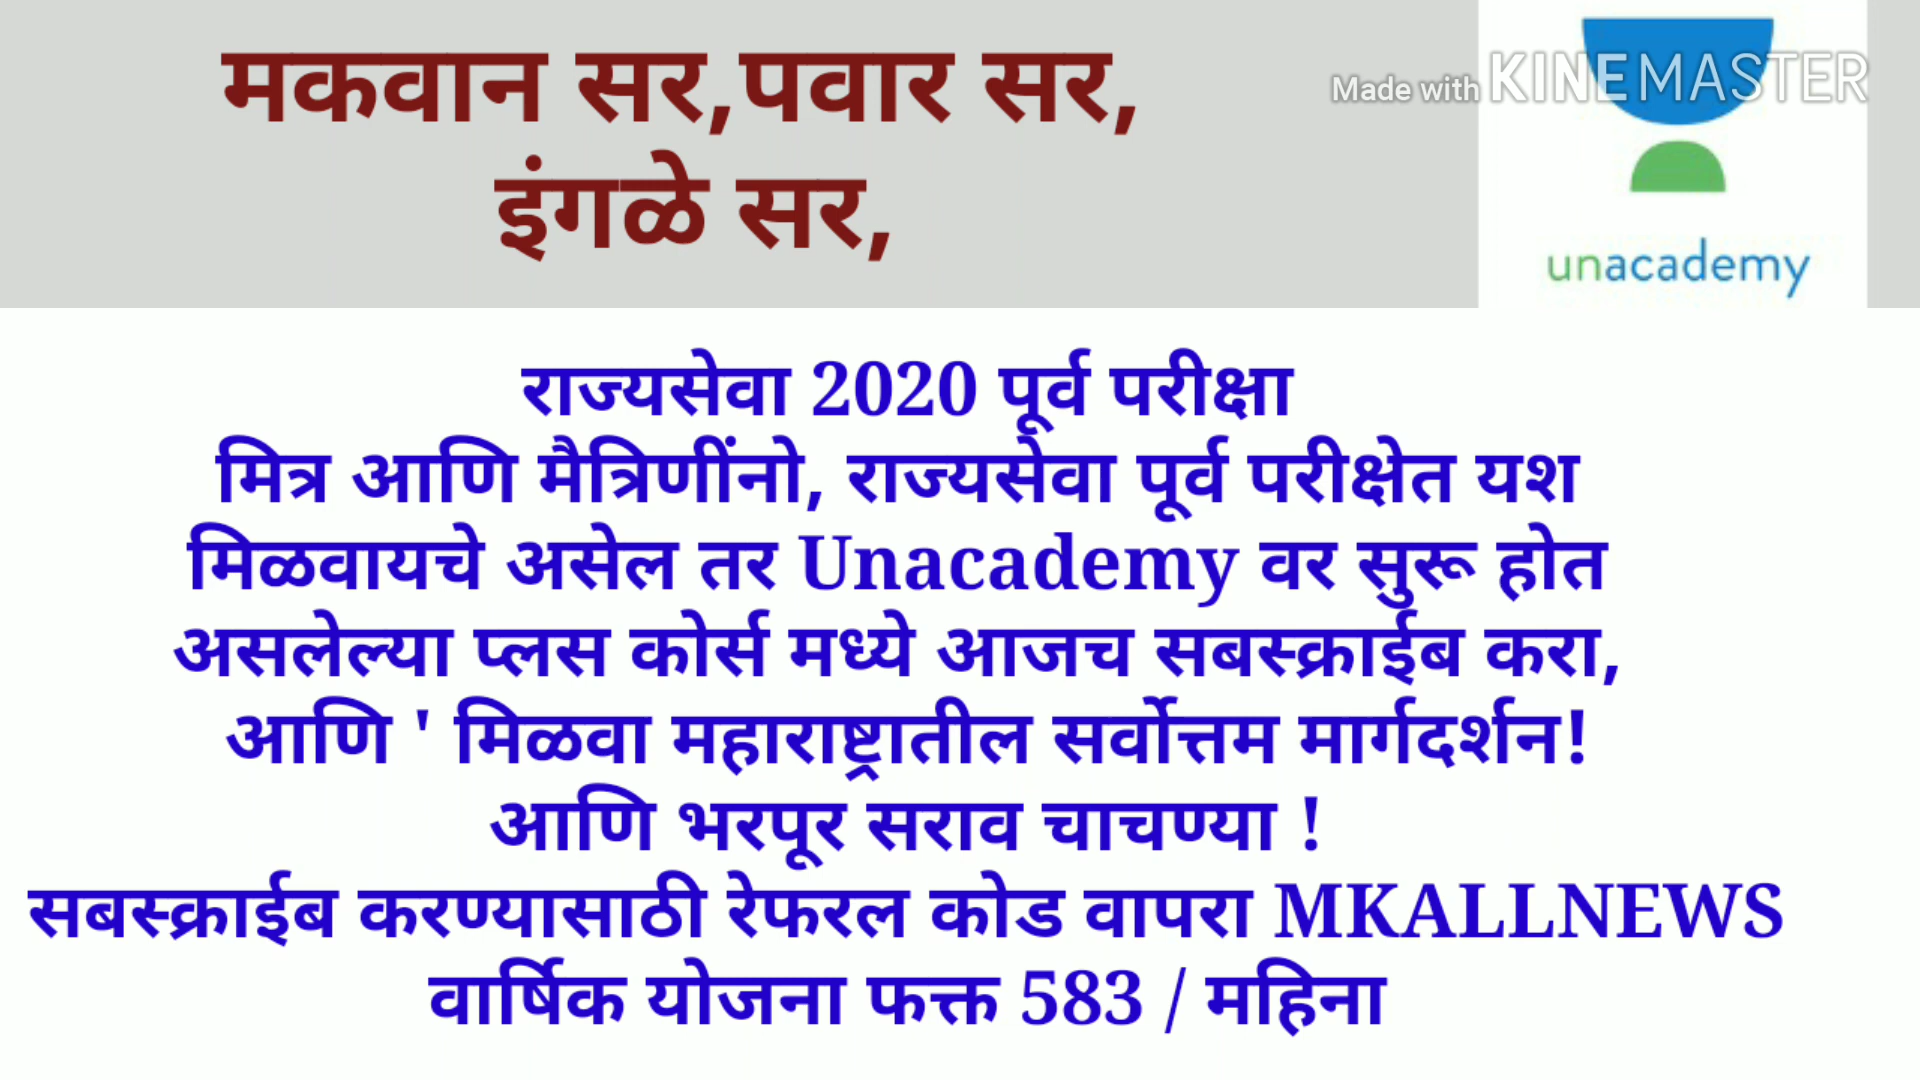 मकवान सर,पवार सर,
इंगळे सर,
Made with KINEMASTER
unacademy
राज्यसेवा 2020 पूर्व परीक्षा
मित्र आणि मैत्रिणींनो, राज्यसेवा पूर्व परीक्षेत यश
मिळवायचे असेल तर Unacademy वर सुरू होत
असलेल्या प्लस कोर्स मध्ये आजच सबस्क्राईब करा,
आणि ' मिळवा महाराष्ट्रातील सर्वोत्तम मार्गदर्शन!
आणि भरपूर सराव चाचण्या !
सबस्क्राईब करण्यासाठी रेफरल कोड वापरा MKALLNEWS
वार्षिक योजना फक्त 583 / महिना